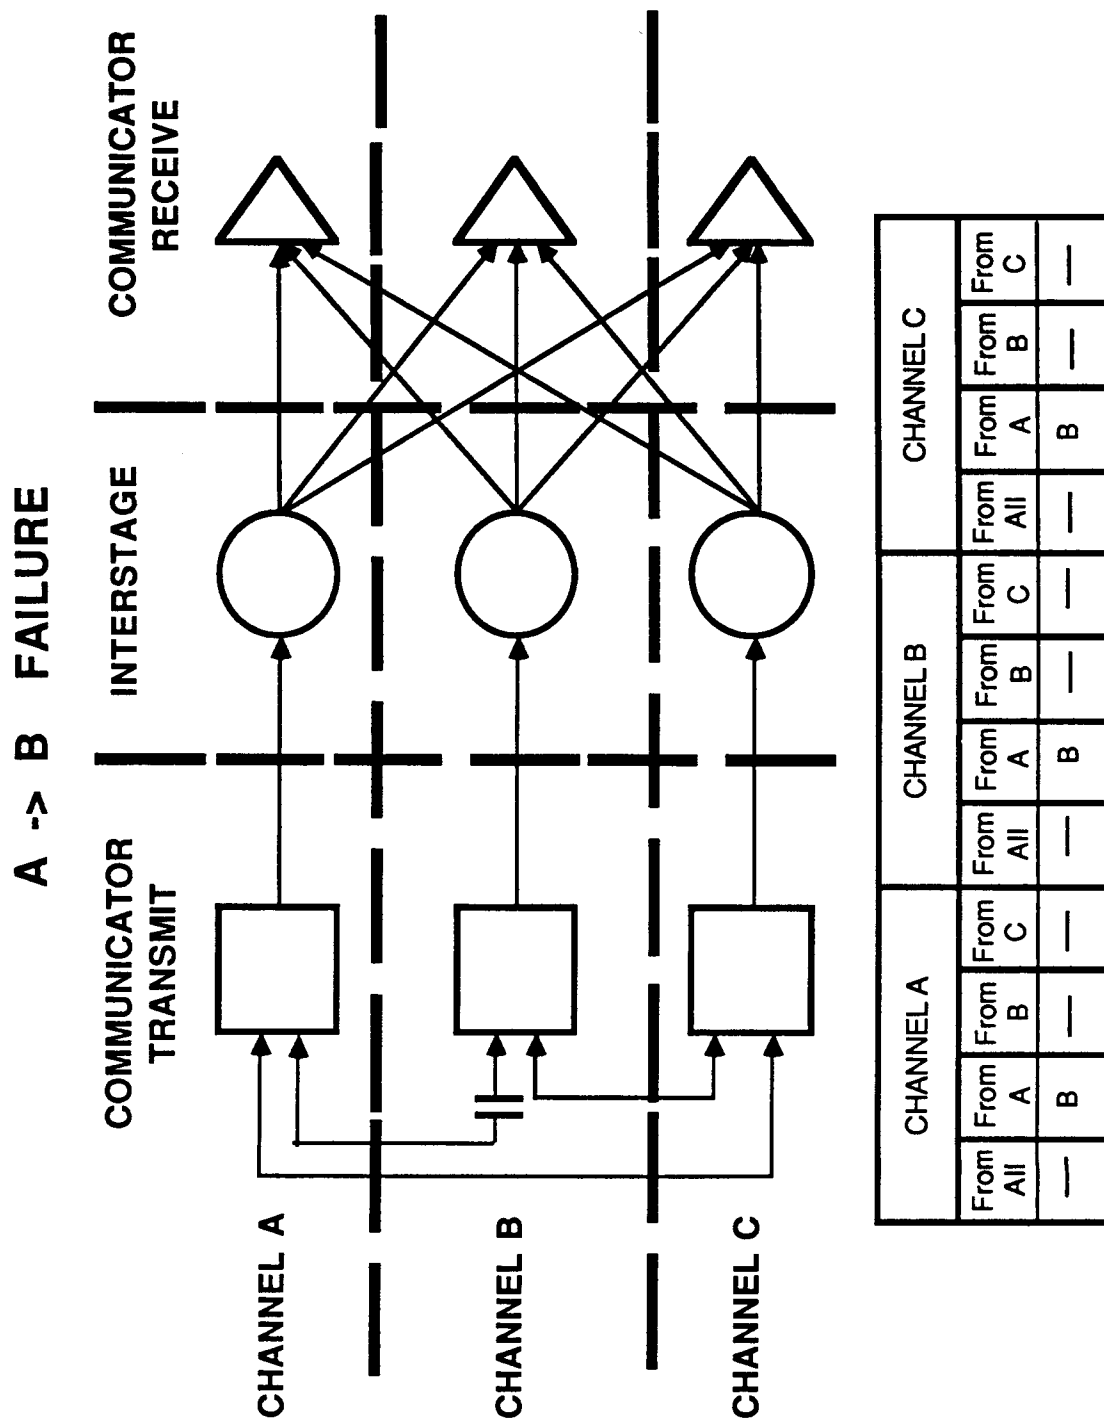 A -> B FAILURE
COMMUNICATOR
TRANSMIT
INTERSTAGE
COMMUNICATOR
RECEIVE
CHANNEL A
CHANNEL B
CHANNEL C
CHANNEL A
CHANNEL B
CHANNEL C
From All
From A
From B
From C
From All
From A
From B
From C
From All
From A
From B
From C
— B — — — B — — — B — —